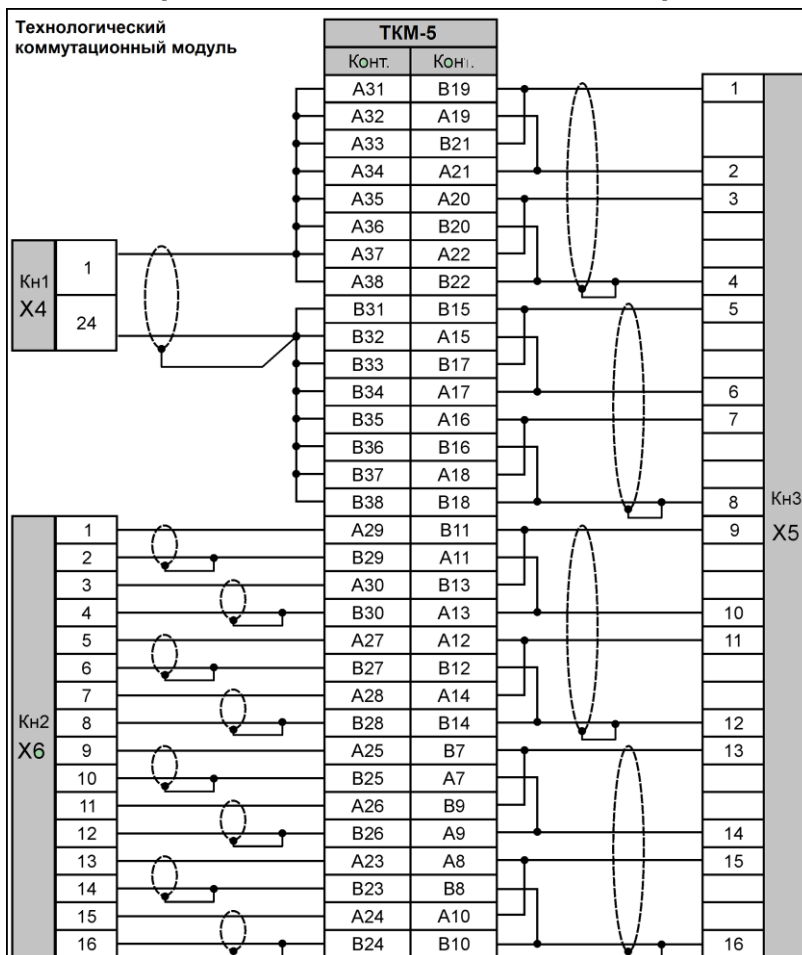 Технологический
коммутационный модуль
ТКМ-5
Конт. Конт.
A31 B19 1
A32 A19
A33 B21
A34 A21 2
A35 A20 3
A36 B20
Кн1
X4
1
24
A37 A22
A38 B22 4
B31 B15 5
B32 A15
B33 B17
B34 A17 6
B35 A16 7
B36 B16
B37 A18
B38 B18 8
Кн3
X5
1 A29 B11 9
2 B29 A11
3 A30 B13
4 B30 A13 10
5 A27 A12 11
6 B27 B12
7 A28 A14
Кн2
X6
8 B28 B14 12
9 A25 B7 13
10 B25 A7
11 A26 B9
12 B26 A9 14
13 A23 A8 15
14 B23 B8
15 A24 A10
16 B24 B10 16